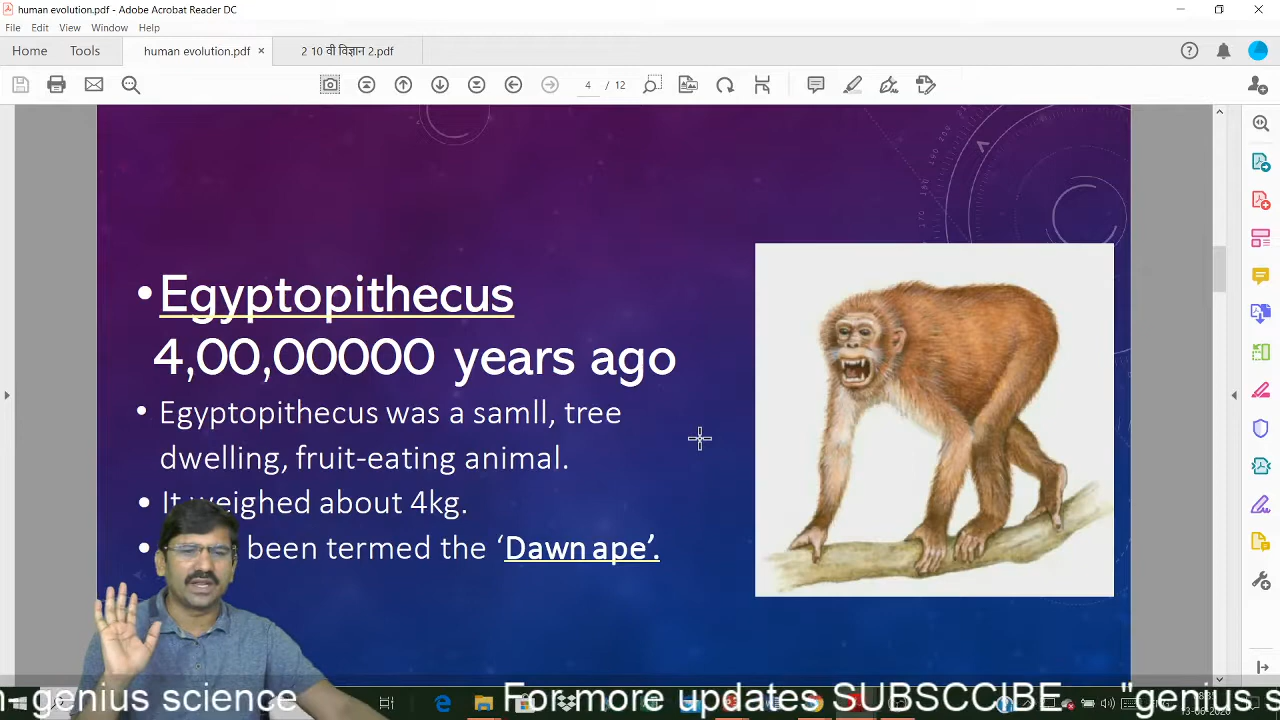 human evolution.pdf - Adobe Acrobat Reader DC
File Edit View Window Help
Home Tools human evolution.pdf × 2 10 वी विज्ञान 2.pdf
4 / 12
•Egyptopithecus
4,00,00000 years ago
• Egyptopithecus was a samll, tree
dwelling, fruit-eating animal.
• It weighed about 4kg.
• been termed the ‘Dawn ape’.
genius science For more updates SUBSCCIBE "genius s